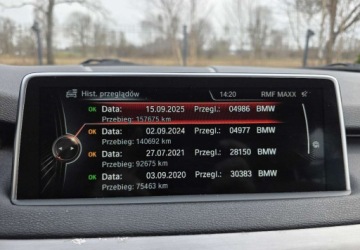 Hist. przeglądów 14:20 RMF MAXX
OK Data: 15.09.2025 Przegl.: 04986 BMW
Przebieg: 157675 km
OK Data: 02.09.2024 Przegl.: 04977 BMW
Przebieg: 140692 km
OK Data: 27.07.2021 Przegl.: 28150 BMW
Przebieg: 92675 km
OK Data: 03.09.2020 Przegl.: 30383 BMW
Przebieg: 75463 km